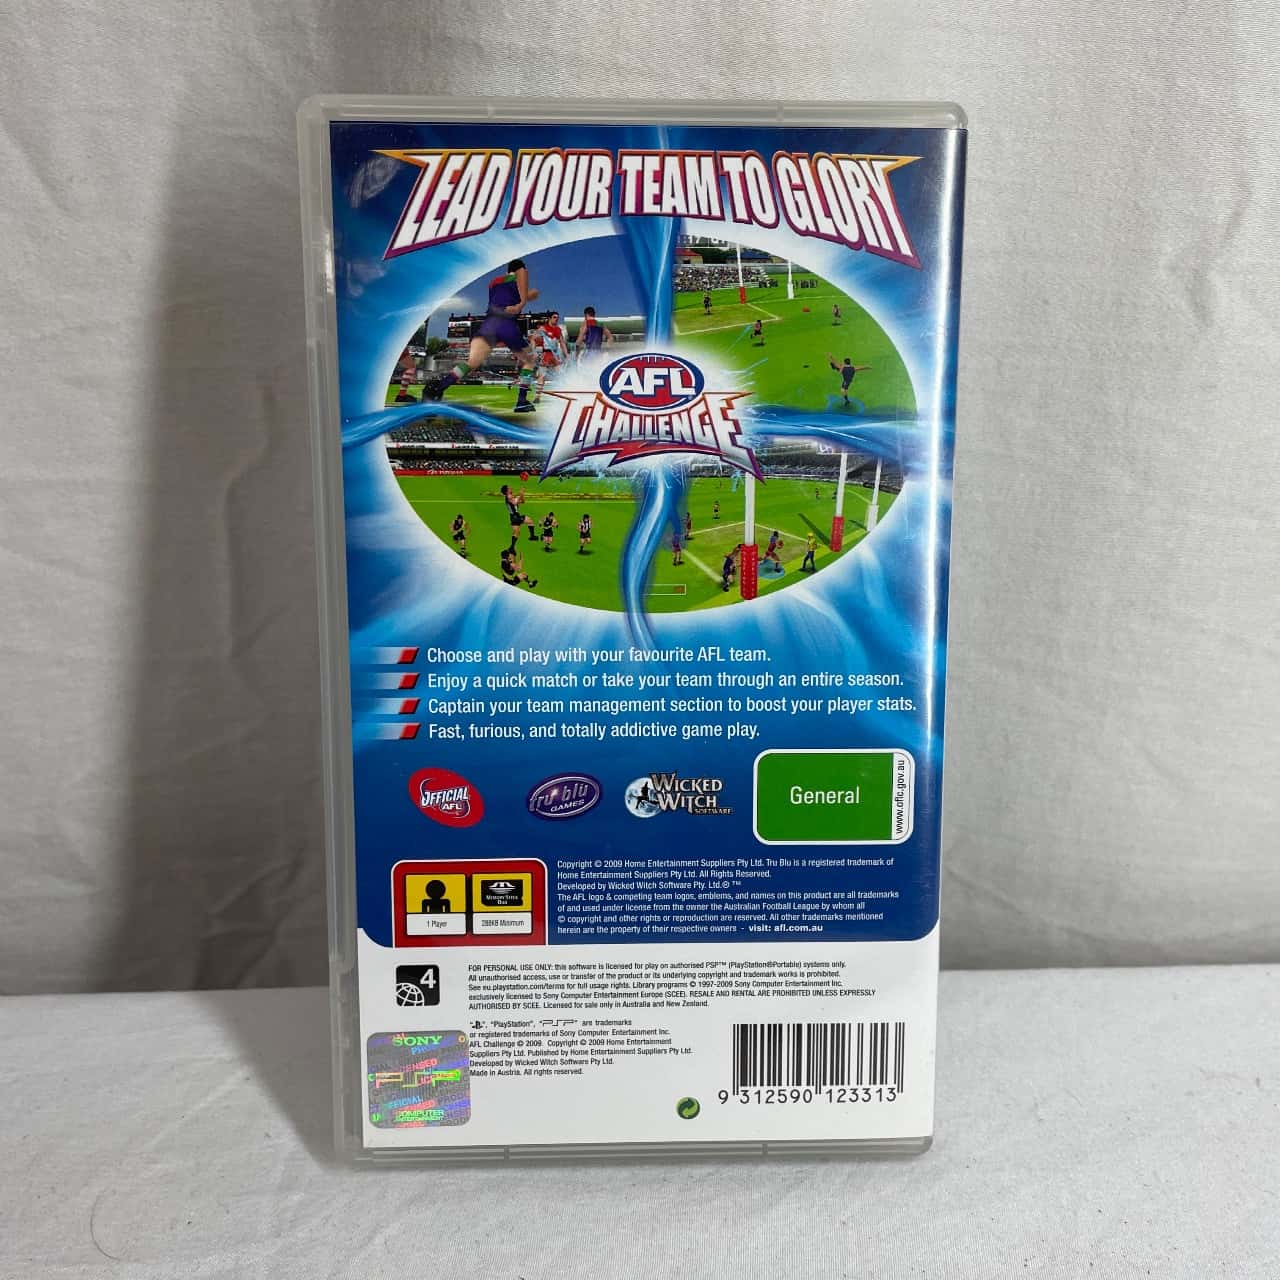 LEAD YOUR TEAM TO GLORY
AFL
CHALLENGE
Choose and play with your favourite AFL team.
Enjoy a quick match or take your team through an entire season.
Captain your team management section to boost your player stats.
Fast, furious, and totally addictive game play.
OFFICIAL
AFL
tru blu
GAMES
WICKED
WITCH
SOFTWARE
General
www.oflc.gov.au
Copyright © 2009 Home Entertainment Suppliers Pty Ltd. Tru Blu is a registered trademark of
Home Entertainment Suppliers Pty Ltd. All Rights Reserved.
Developed by Wicked Witch Software Pty. Ltd.® ™
The AFL logo & competing team logos, emblems, and names on this product are all trademarks
of and used under license from the owner the Australian Football League by whom all
© copyright and other rights or reproduction are reserved. All other trademarks mentioned
herein are the property of their respective owners - visit: afl.com.au
MEMORY STICK
DUO
1 Player
288KB Minimum
4
FOR PERSONAL USE ONLY: this software is licensed for play on authorised PSP™ (PlayStation®Portable) systems only.
All unauthorised access, use or transfer of the product or its underlying copyright and trademark works is prohibited.
See eu.playstation.com/terms for full usage rights. Library programs © 1997-2009 Sony Computer Entertainment Inc.
exclusively licensed to Sony Computer Entertainment Europe (SCEE). RESALE AND RENTAL ARE PROHIBITED UNLESS EXPRESSLY
AUTHORISED BY SCEE. Licensed for sale only in Australia and New Zealand.
"PlayStation", "PSP" are trademarks
or registered trademarks of Sony Computer Entertainment Inc.
AFL Challenge © 2009. Copyright © 2009 Home Entertainment
Suppliers Pty Ltd. Published by Home Entertainment Suppliers Pty Ltd.
Developed by Wicked Witch Software Pty Ltd.
Made in Austria. All rights reserved.
SONY
PSP
OFFICIAL
COMPUTER
ENTERTAINMENT
9 312590 123313